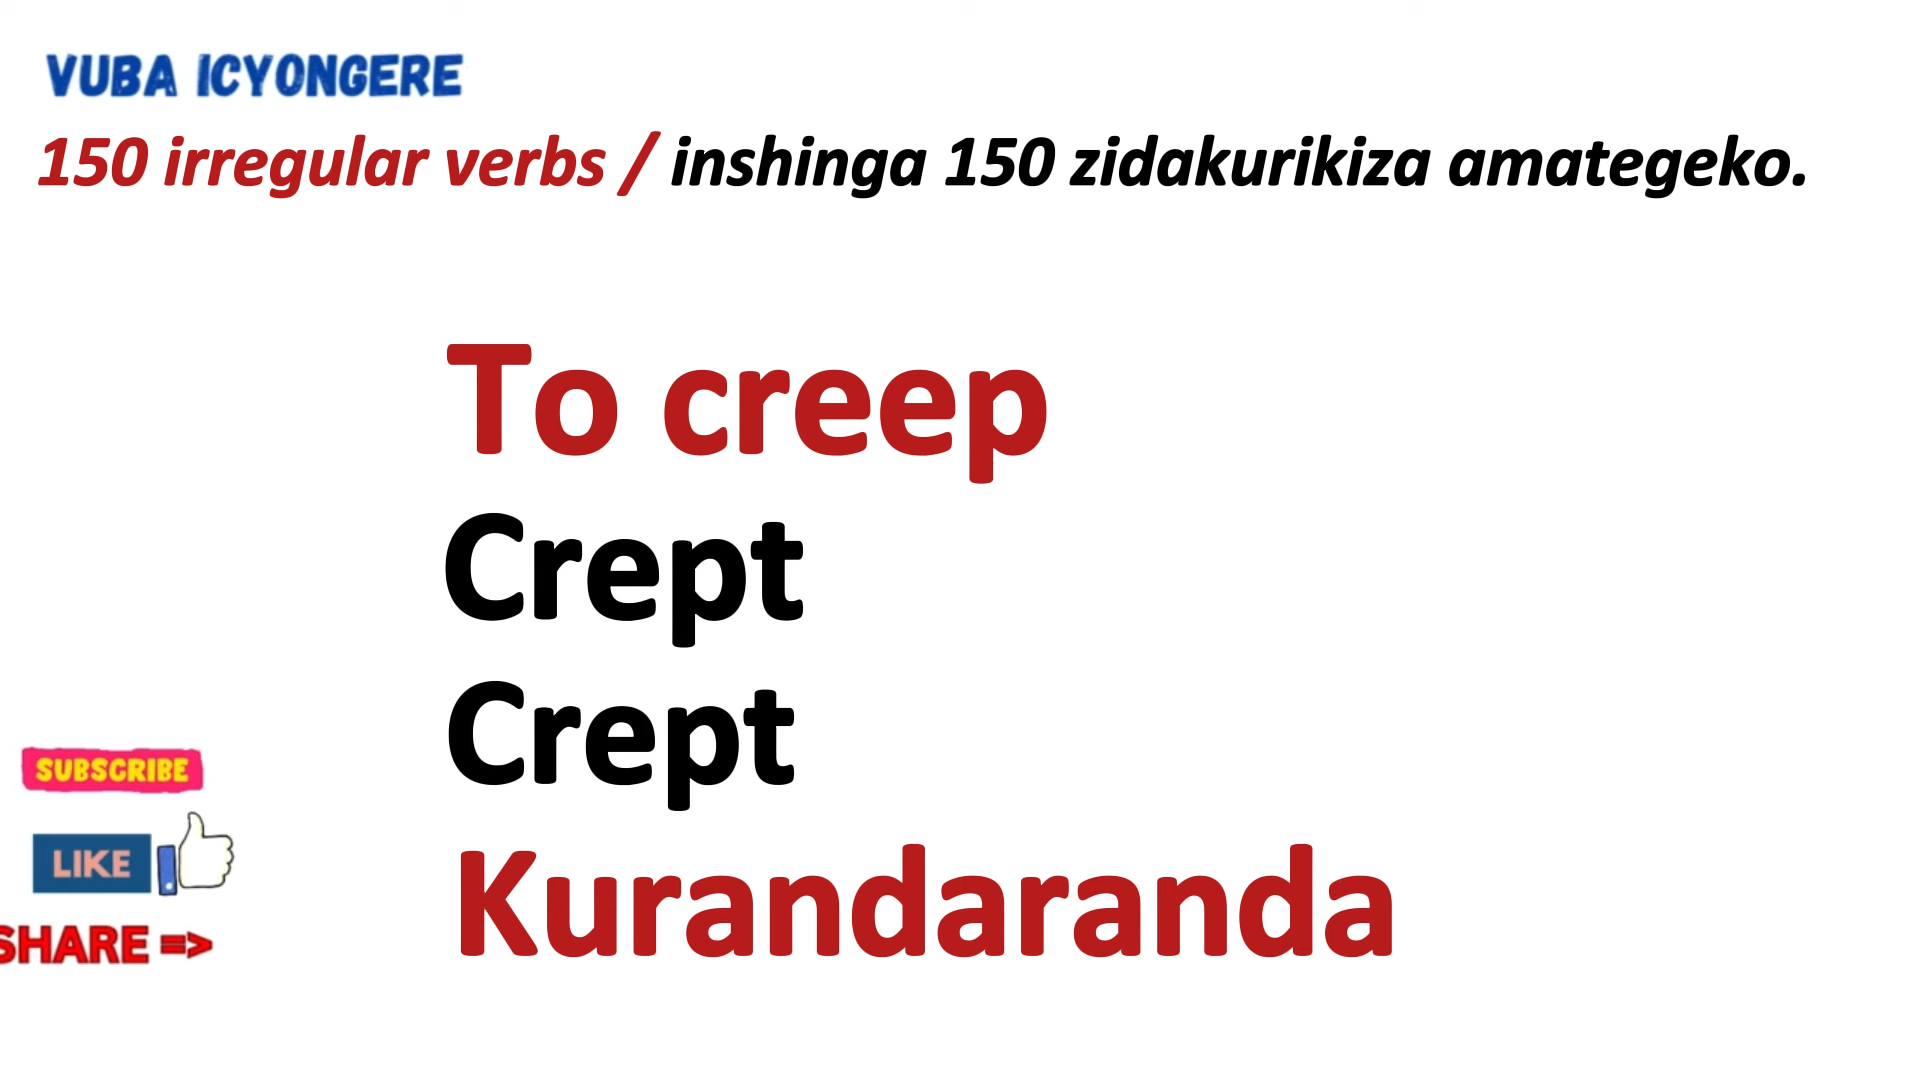 VUBA ICYONGERE
150 irregular verbs / inshinga 150 zidakurikiza amategeko.
To creep
Crept
Crept
Kurandaranda
SUBSCRIBE
LIKE
SHARE =>